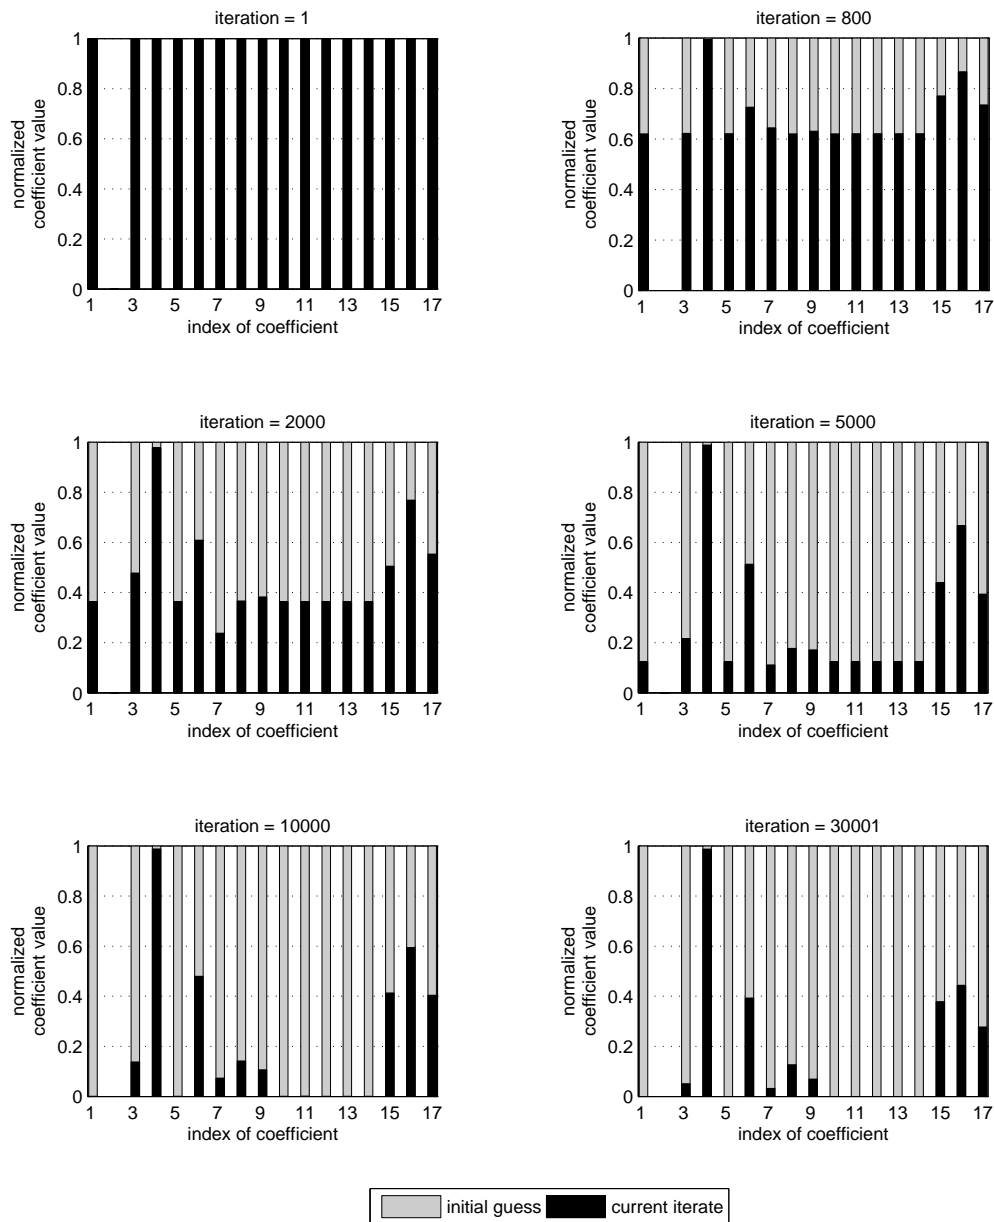 iteration = 1
1
0.8
0.6
0.4
0.2
0
normalized
coefficient value
1 3 5 7 9 11 13 15 17
index of coefficient
iteration = 800
1
0.8
0.6
0.4
0.2
0
normalized
coefficient value
1 3 5 7 9 11 13 15 17
index of coefficient
iteration = 2000
1
0.8
0.6
0.4
0.2
0
normalized
coefficient value
1 3 5 7 9 11 13 15 17
index of coefficient
iteration = 5000
1
0.8
0.6
0.4
0.2
0
normalized
coefficient value
1 3 5 7 9 11 13 15 17
index of coefficient
iteration = 10000
1
0.8
0.6
0.4
0.2
0
normalized
coefficient value
1 3 5 7 9 11 13 15 17
index of coefficient
iteration = 30001
1
0.8
0.6
0.4
0.2
0
normalized
coefficient value
1 3 5 7 9 11 13 15 17
index of coefficient
initial guess current iterate